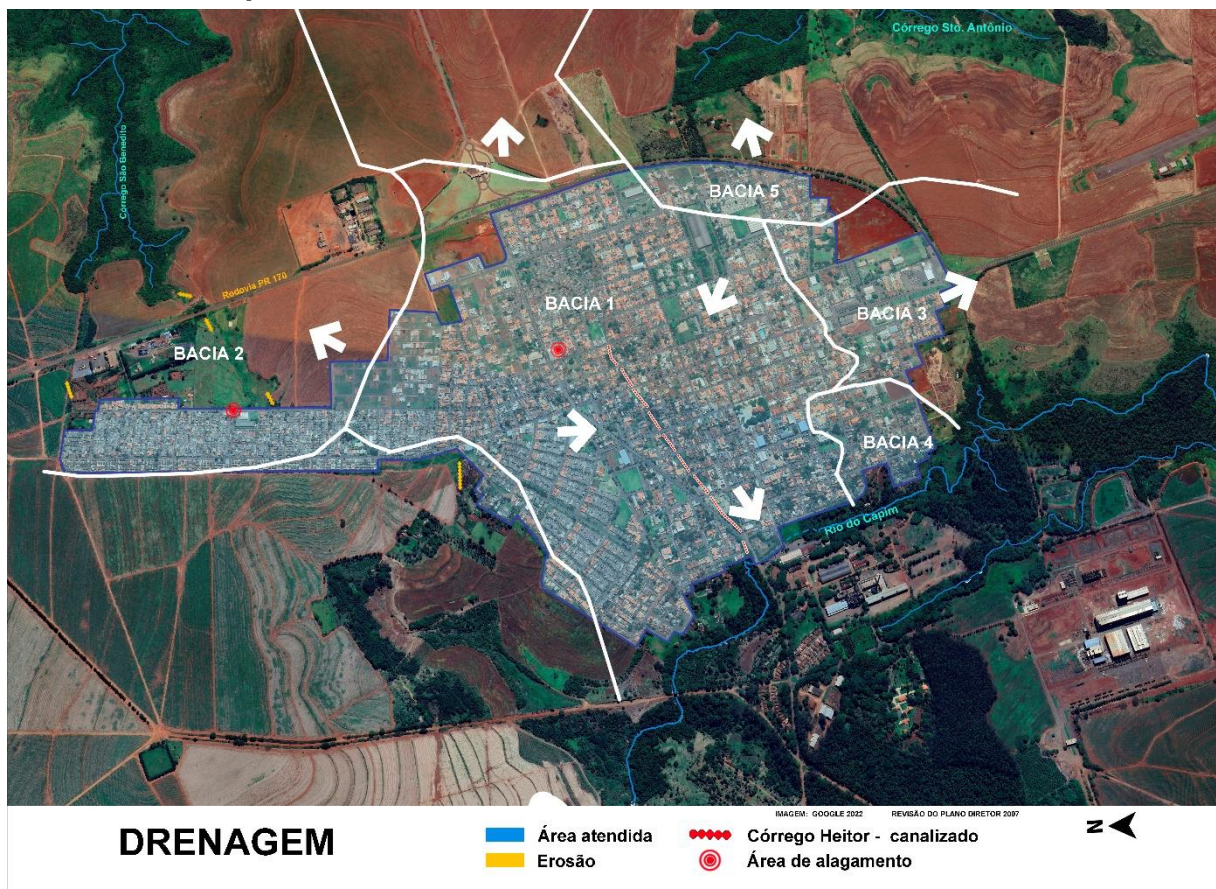 Córrego Sto. Antônio
Córrego São Benedito
BACIA 5
Rodovia PR 170
BACIA 1
BACIA 3
BACIA 2
BACIA 4
Rio do Capim
IMAGEM: GOOGLE 2022 REVISÃO DO PLANO DIRETOR 2007
DRENAGEM
Área atendida
Córrego Heitor - canalizado
N
Erosão
Área de alagamento